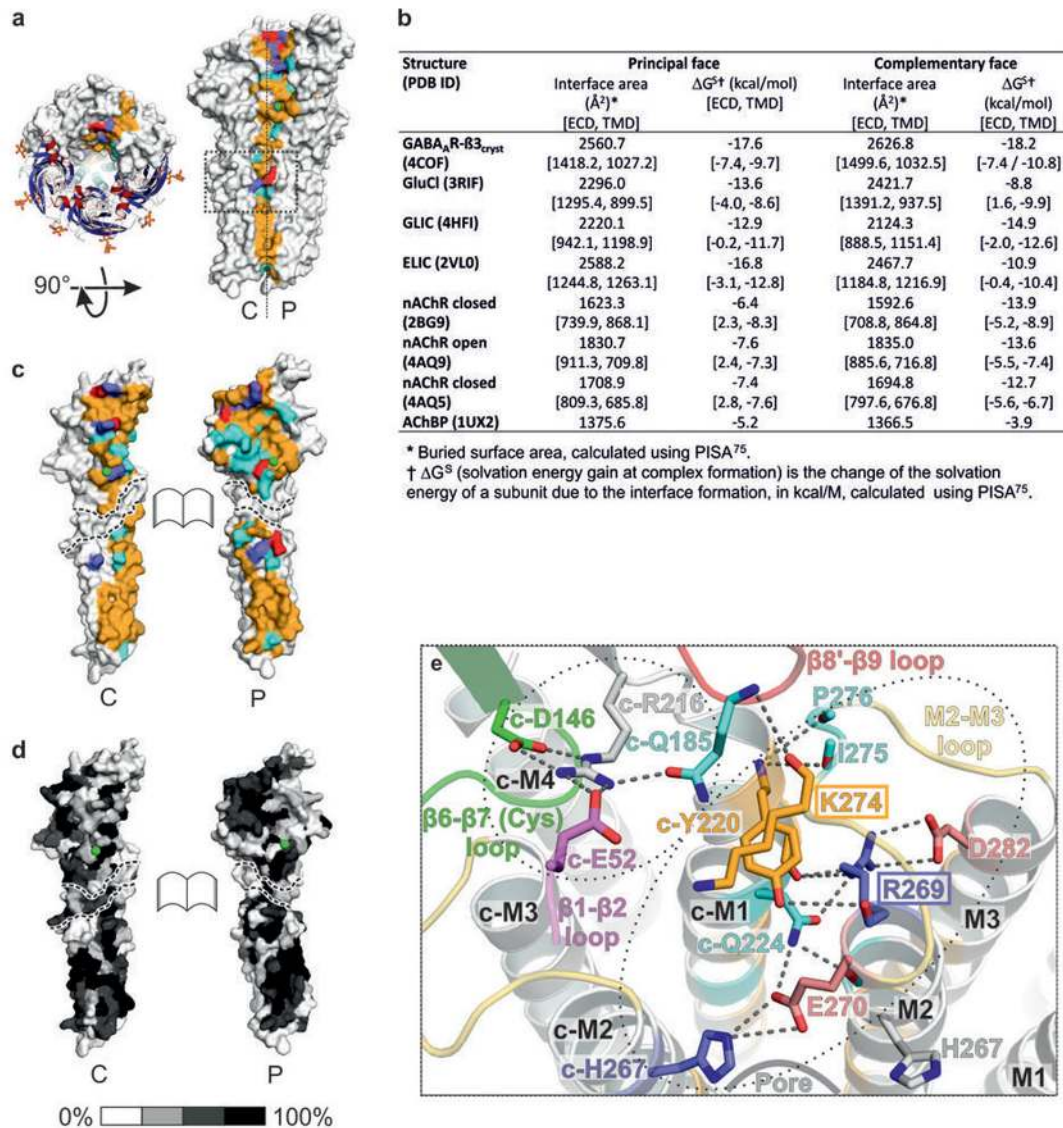 a
90°
C P
b
Structure (PDB ID) Principal face Complementary face
Interface area (Å²)* [ECD, TMD] ΔGˢ† (kcal/mol) [ECD, TMD] Interface area (Å²)* [ECD, TMD] ΔGˢ† (kcal/mol) [ECD, TMD]
GABA_AR-ß3cryst 2560.7 -17.6 2626.8 -18.2
(4COF) [1418.2, 1027.2] [-7.4, -9.7] [1499.6, 1032.5] [-7.4 / -10.8]
GluCl (3RIF) 2296.0 -13.6 2421.7 -8.8
[1295.4, 899.5] [-4.0, -8.6] [1391.2, 937.5] [1.6, -9.9]
GLIC (4HFI) 2220.1 -12.9 2124.3 -14.9
[942.1, 1198.9] [-0.2, -11.7] [888.5, 1151.4] [-2.0, -12.6]
ELIC (2VL0) 2588.2 -16.8 2467.7 -10.9
[1244.8, 1263.1] [-3.1, -12.8] [1184.8, 1216.9] [-0.4, -10.4]
nAChR closed 1623.3 -6.4 1592.6 -13.9
(2BG9) [739.9, 868.1] [2.3, -8.3] [708.8, 864.8] [-5.2, -8.9]
nAChR open 1830.7 -7.6 1835.0 -13.6
(4AQ9) [911.3, 709.8] [2.4, -7.3] [885.6, 716.8] [-5.5, -7.4]
nAChR closed 1708.9 -7.4 1694.8 -12.7
(4AQ5) [809.3, 685.8] [2.8, -7.6] [797.6, 676.8] [-5.6, -6.7]
AChBP (1UX2) 1375.6 -5.2 1366.5 -3.9
* Buried surface area, calculated using PISA⁷⁵.
† ΔGˢ (solvation energy gain at complex formation) is the change of the solvation
energy of a subunit due to the interface formation, in kcal/M, calculated using PISA⁷⁵.
c
C P
d
C P
0% 100%
e
β8'-β9 loop
c-D146
c-R216
P276
M2-M3
loop
c-Q185
c-M4
I275
β6-β7 (Cys)
loop
c-Y220
K274
c-E52
D282
R269
c-M3
β1-β2
loop
c-M1
M3
c-Q224
E270
M2
c-M2
H267
c-H267
Pore
M1